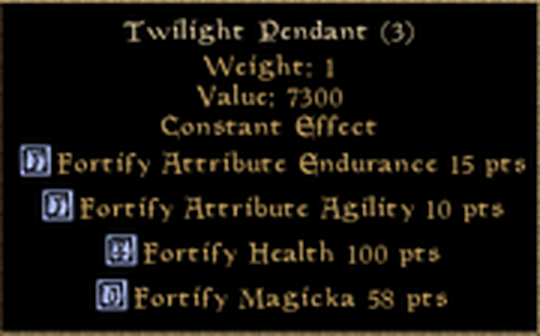 Twilight Pendant (3)
Weight: 1
Value: 7300
Constant Effect
Fortify Attribute Endurance 15 pts
Fortify Attribute Agility 10 pts
Fortify Health 100 pts
Fortify Magicka 58 pts